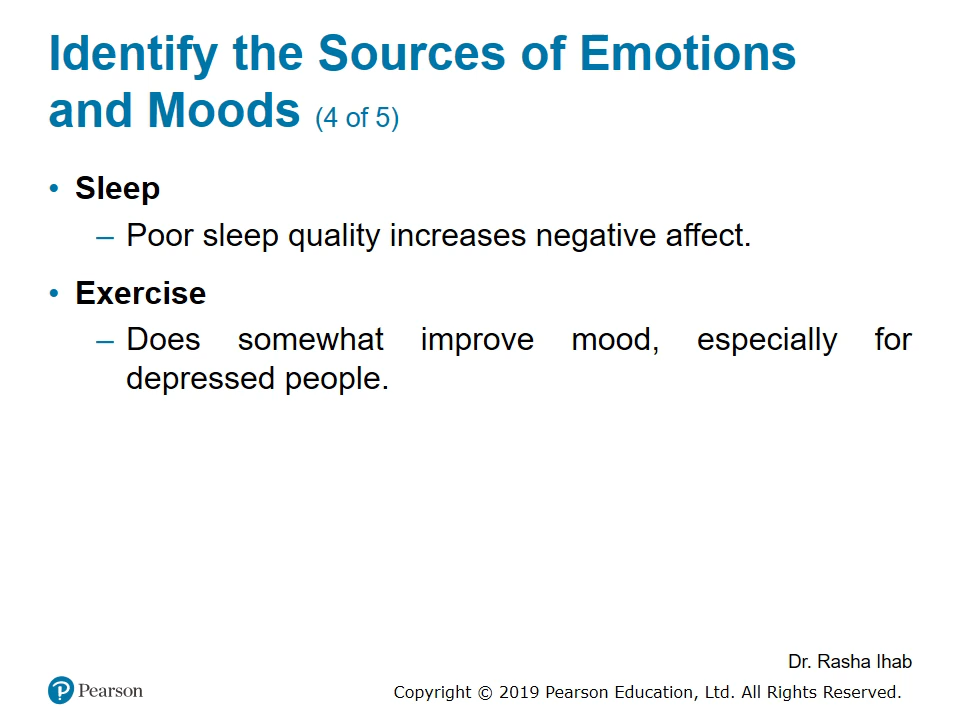 Identify the Sources of Emotions
and Moods (4 of 5)
• Sleep
– Poor sleep quality increases negative affect.
• Exercise
– Does somewhat improve mood, especially for
depressed people.
Dr. Rasha Ihab
Pearson
Copyright © 2019 Pearson Education, Ltd. All Rights Reserved.